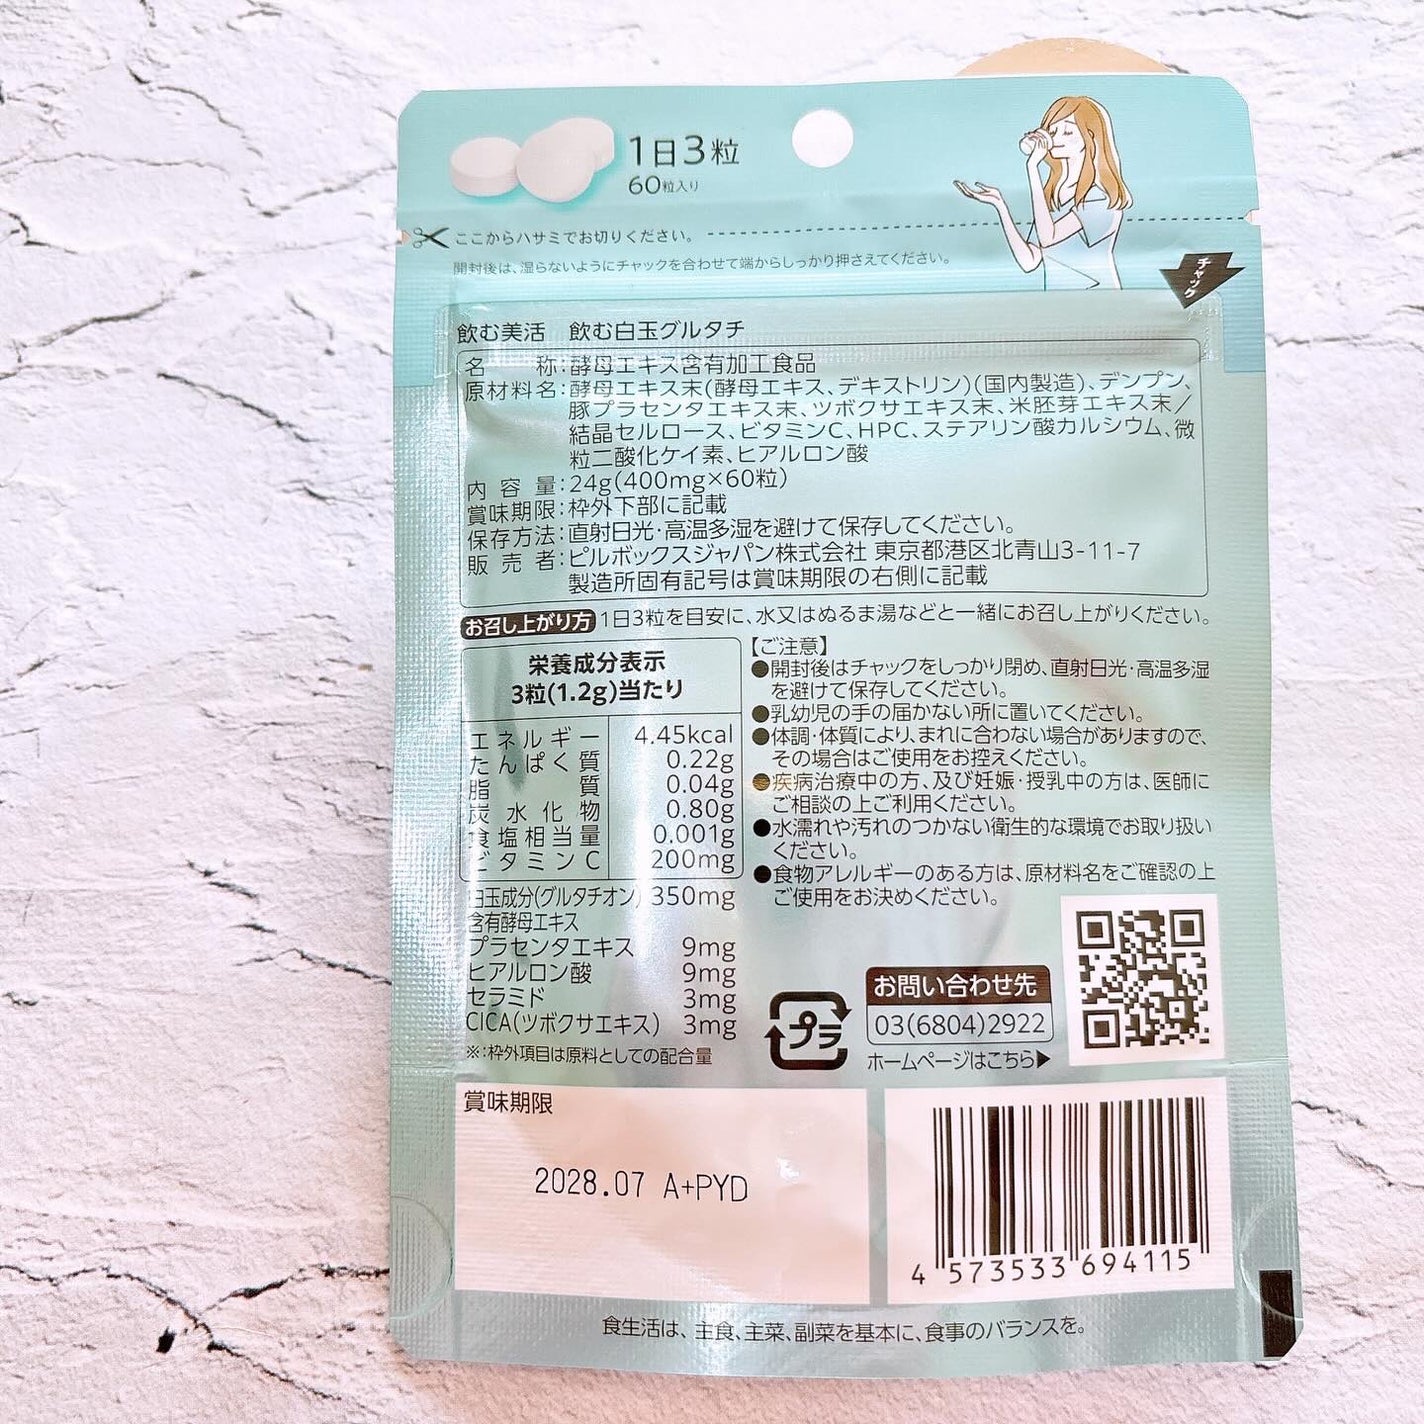 1日3粒
60粒入り
ここからハサミでお切りください。
開封後は、湿らないようにチャックを合わせて端からしっかり押さえてください。
チャック
飲む美活 飲む白玉グルタチ
名称:酵母エキス含有加工食品
原材料名:酵母エキス末(酵母エキス、デキストリン)(国内製造)、デンプン、
豚プラセンタエキス末、ツボクサエキス末、米胚芽エキス末/
結晶セルロース、ビタミンC、HPC、ステアリン酸カルシウム、微
粒二酸化ケイ素、ヒアルロン酸
内容量:24g(400mg×60粒)
賞味期限:枠外下部に記載
保存方法:直射日光・高温多湿を避けて保存してください。
販売者:ピルボックスジャパン株式会社 東京都港区北青山3-11-7
製造所固有記号は賞味期限の右側に記載
お召し上がり方 1日3粒を目安に、水又はぬるま湯などと一緒にお召し上がりください。
栄養成分表示
3粒(1.2g)当たり
エネルギー 4.45kcal
たんぱく質 0.22g
脂質 0.04g
炭水化物 0.80g
食塩相当量 0.001g
ビタミンC 200mg
白玉成分(グルタチオン) 350mg
含有酵母エキス
プラセンタエキス 9mg
ヒアルロン酸 9mg
セラミド 3mg
CICA(ツボクサエキス) 3mg
※:枠外項目は原料としての配合量
【ご注意】
●開封後はチャックをしっかり閉め、直射日光・高温多湿
を避けて保存してください。
●乳幼児の手の届かない所に置いてください。
●体調・体質により、まれに合わない場合がありますので、
その場合はご使用をお控えください。
●疾病治療中の方、及び妊娠・授乳中の方は、医師に
ご相談の上ご利用ください。
●水濡れや汚れのつかない衛生的な環境でお取り扱い
ください。
●食物アレルギーのある方は、原材料名をご確認の上
ご使用をお決めください。
プラ
お問い合わせ先
03(6804)2922
ホームページはこちら▶
賞味期限
2028.07 A+PYD
4 573533 694115
食生活は、主食、主菜、副菜を基本に、食事のバランスを。